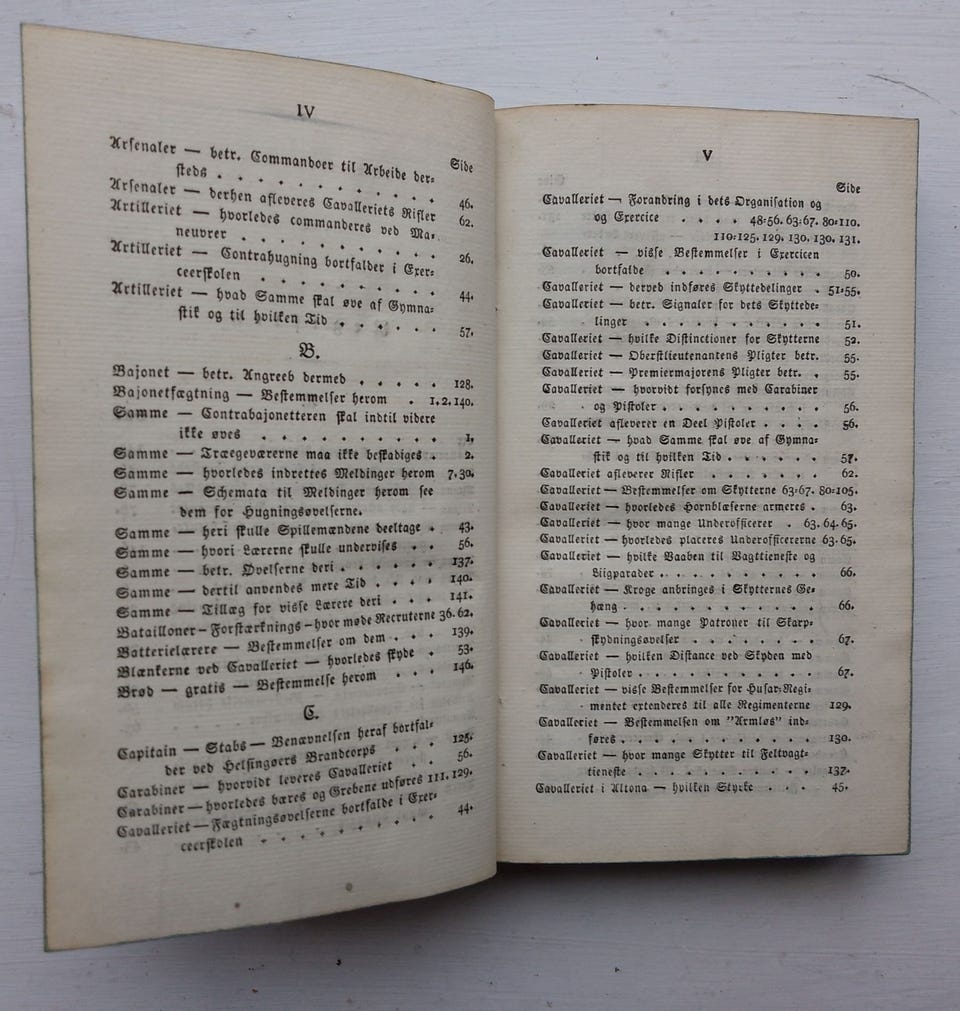 IV
Side
Arsenaler — betr. Commandoer til Arbeide der=
steds . . . . . . . . . . 46.
Arsenaler — derhen afleveres Cavalleriets Rifler 62.
Artilleriet — hvorledes commanderes ved Ma=
neuvrer . . . . . . . . . 26.
Artilleriet — Contrahugning bortfalder i Exer=
ceerskolen . . . . . . . . 44.
Artilleriet — hvad Samme skal øve af Gymna=
stik og til hvilken Tid . . . . . 57.
B.
Bajonet — betr. Angreeb dermed . . . . . 128.
Bajonetfægtning — Bestemmelser herom . 1.2.140.
Samme — Contrabajonetteren skal indtil videre
ikke øves . . . . . . . . . 1.
Samme — Træegeværerne maa ikke beskadiges . 2.
Samme — hvorledes indrettes Meldinger herom 7.30.
Samme — Schemata til Meldinger herom see
dem for Hugningsøvelserne.
Samme — heri skulle Spillemændene deeltage . 43.
Samme — hvori Lærerne skulle undervises . . 56.
Samme — betr. Øvelserne deri . . . . . 137.
Samme — dertil anvendes mere Tid . . . . 140.
Samme — Tillæg for visse Lærere deri . . . 141.
Batailloner — Forstærknings — hvor møde Recruterne 36.62.
Batterielærere — Bestemmelser om dem . . . 139.
Blænkerne ved Cavalleriet — hvorledes skyde . 53.
Brød — gratis — Bestemmelse herom . . . 146.
C.
Capitain — Stabs — Benævnelsen heraf bortfal=
der ved Helsingøers Brandcorps . . . 125.
Carabiner — hvorvidt leveres Cavalleriet . . 56.
Carabiner — hvorledes bæres og Grebene udføres 111.129.
Cavalleriet — Fægtningsøvelserne bortfalde i Exer=
ceerskolen . . . . . . . . 44.
V
Side
Cavalleriet — Forandring i dets Organisation og
og Exercice . . . . 48=56. 63=67. 80=110.
110=125. 129. 130. 130. 131.
Cavalleriet — visse Bestemmelser i Exercicen
bortfalde . . . . . . . . . 50.
Cavalleriet — derved indføres Skyttedelinger . 51=55.
Cavalleriet — betr. Signaler for dets Skyttede=
linger . . . . . . . . . . 51.
Cavalleriet — hvilke Distinctioner for Skytterne 52.
Cavalleriet — Oberstlieutenantens Pligter betr. 55.
Cavalleriet — Premiermajorens Pligter betr. . 55.
Cavalleriet — hvorvidt forsynes med Carabiner
og Pistoler . . . . . . . . . 56.
Cavalleriet afleverer en Deel Pistoler . . . . 56.
Cavalleriet — hvad Samme skal øve af Gymna=
stik og til hvilken Tid . . . . . . 57.
Cavalleriet afleverer Rifler . . . . . . 62.
Cavalleriet — Bestemmelser om Skytterne 63=67. 80=105.
Cavalleriet — hvorledes Hornblæserne armeres . 63.
Cavalleriet — hvor mange Underofficerer . 63. 64. 65.
Cavalleriet — hvorledes placeres Underofficererne 63.65.
Cavalleriet — hvilke Vaaben til Vagttieneste og
Liigparader . . . . . . . . . 66.
Cavalleriet — Kroge anbringes i Skytternes Ge=
hæng . . . . . . . . . . 66.
Cavalleriet — hvor mange Patroner til Skarp=
skydningsøvelser . . . . . . . 67.
Cavalleriet — hvilken Distance ved Skyden med
Pistoler . . . . . . . . . . 67.
Cavalleriet — visse Bestemmelser for Husar=Regi=
mentet extenderes til alle Regimenterne 129.
Cavalleriet — Bestemmelsen om "Armløs" ind=
føres . . . . . . . . . . 130.
Cavalleriet — hvor mange Skytter til Feltvagt=
tieneste . . . . . . . . . . 137.
Cavalleriet i Altona — hvilken Styrke . . . 45.